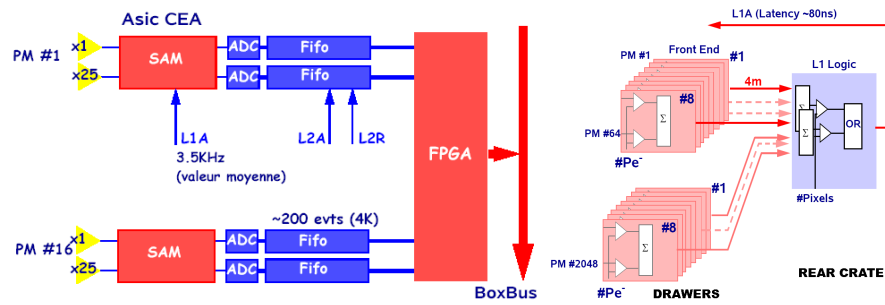 Asic CEA
PM #1
x1
x25
SAM
ADC
Fifo
ADC
Fifo
L1A
3.5KHz
(valeur moyenne)
L2A
L2R
FPGA
~200 evts (4K)
PM #16
x1
x25
SAM
ADC
Fifo
ADC
Fifo
BoxBus
L1A (Latency ~80ns)
PM #1
Front End
#1
L1 Logic
4m
#8
Σ
PM #64
#Pe-
Σ
Σ
OR
#Pixels
#1
#8
Σ
PM #2048
#Pe-
DRAWERS
REAR CRATE